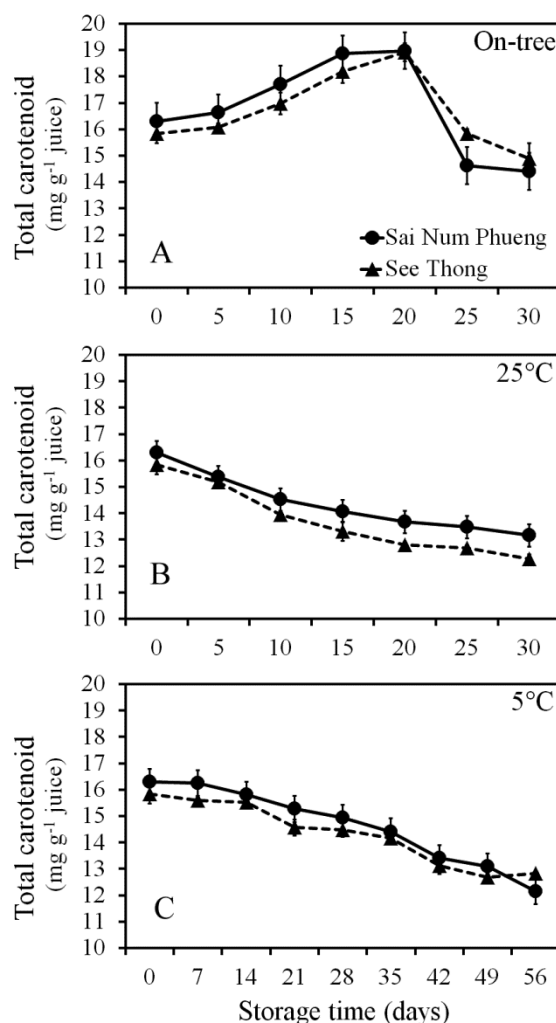 On-tree
Total carotenoid
(mg g⁻¹ juice)
20
19
18
17
16
15
14
13
12
11
10
A
Sai Num Phueng
See Thong
0 5 10 15 20 25 30
25°C
Total carotenoid
(mg g⁻¹ juice)
20
19
18
17
16
15
14
13
12
11
10
B
0 5 10 15 20 25 30
5°C
Total carotenoid
(mg g⁻¹ juice)
20
19
18
17
16
15
14
13
12
11
10
C
0 7 14 21 28 35 42 49 56
Storage time (days)